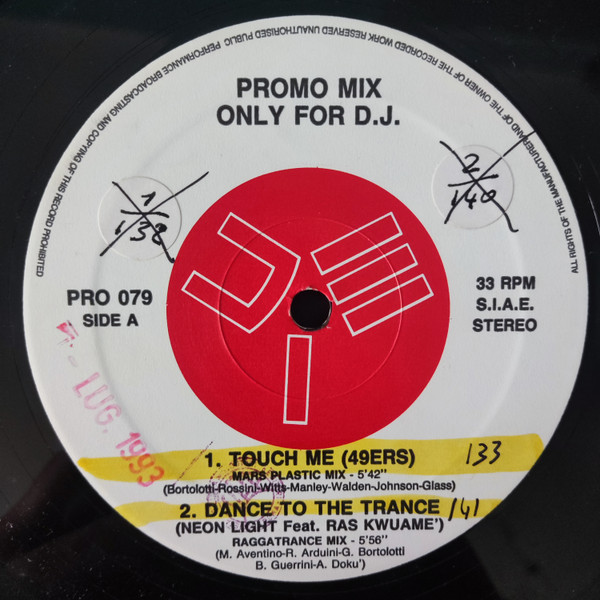 ALL RIGHTS OF THE MANUFACTURER AND OF THE OWNER OF THE RECORDED WORK RESERVED UNAUTHORISED PUBLIC PERFORMANCE BROADCASTING AND COPYING OF THIS RECORD PROHIBITED
PROMO MIX
ONLY FOR D.J.
1
138
2
140
PRO 079
SIDE A
33 RPM
S.I.A.E.
STEREO
LUG. 1993
1. TOUCH ME (49ERS) 133
MARS PLASTIC MIX - 5'42"
(Bortolotti-Rossini-Witts-Manley-Walden-Johnson-Glass)
2. DANCE TO THE TRANCE 141
(NEON LIGHT Feat. RAS KWUAME')
RAGGATRANCE MIX - 5'56"
(M. Aventino-R. Arduini-G. Bortolotti
B. Guerrini-A. Doku')